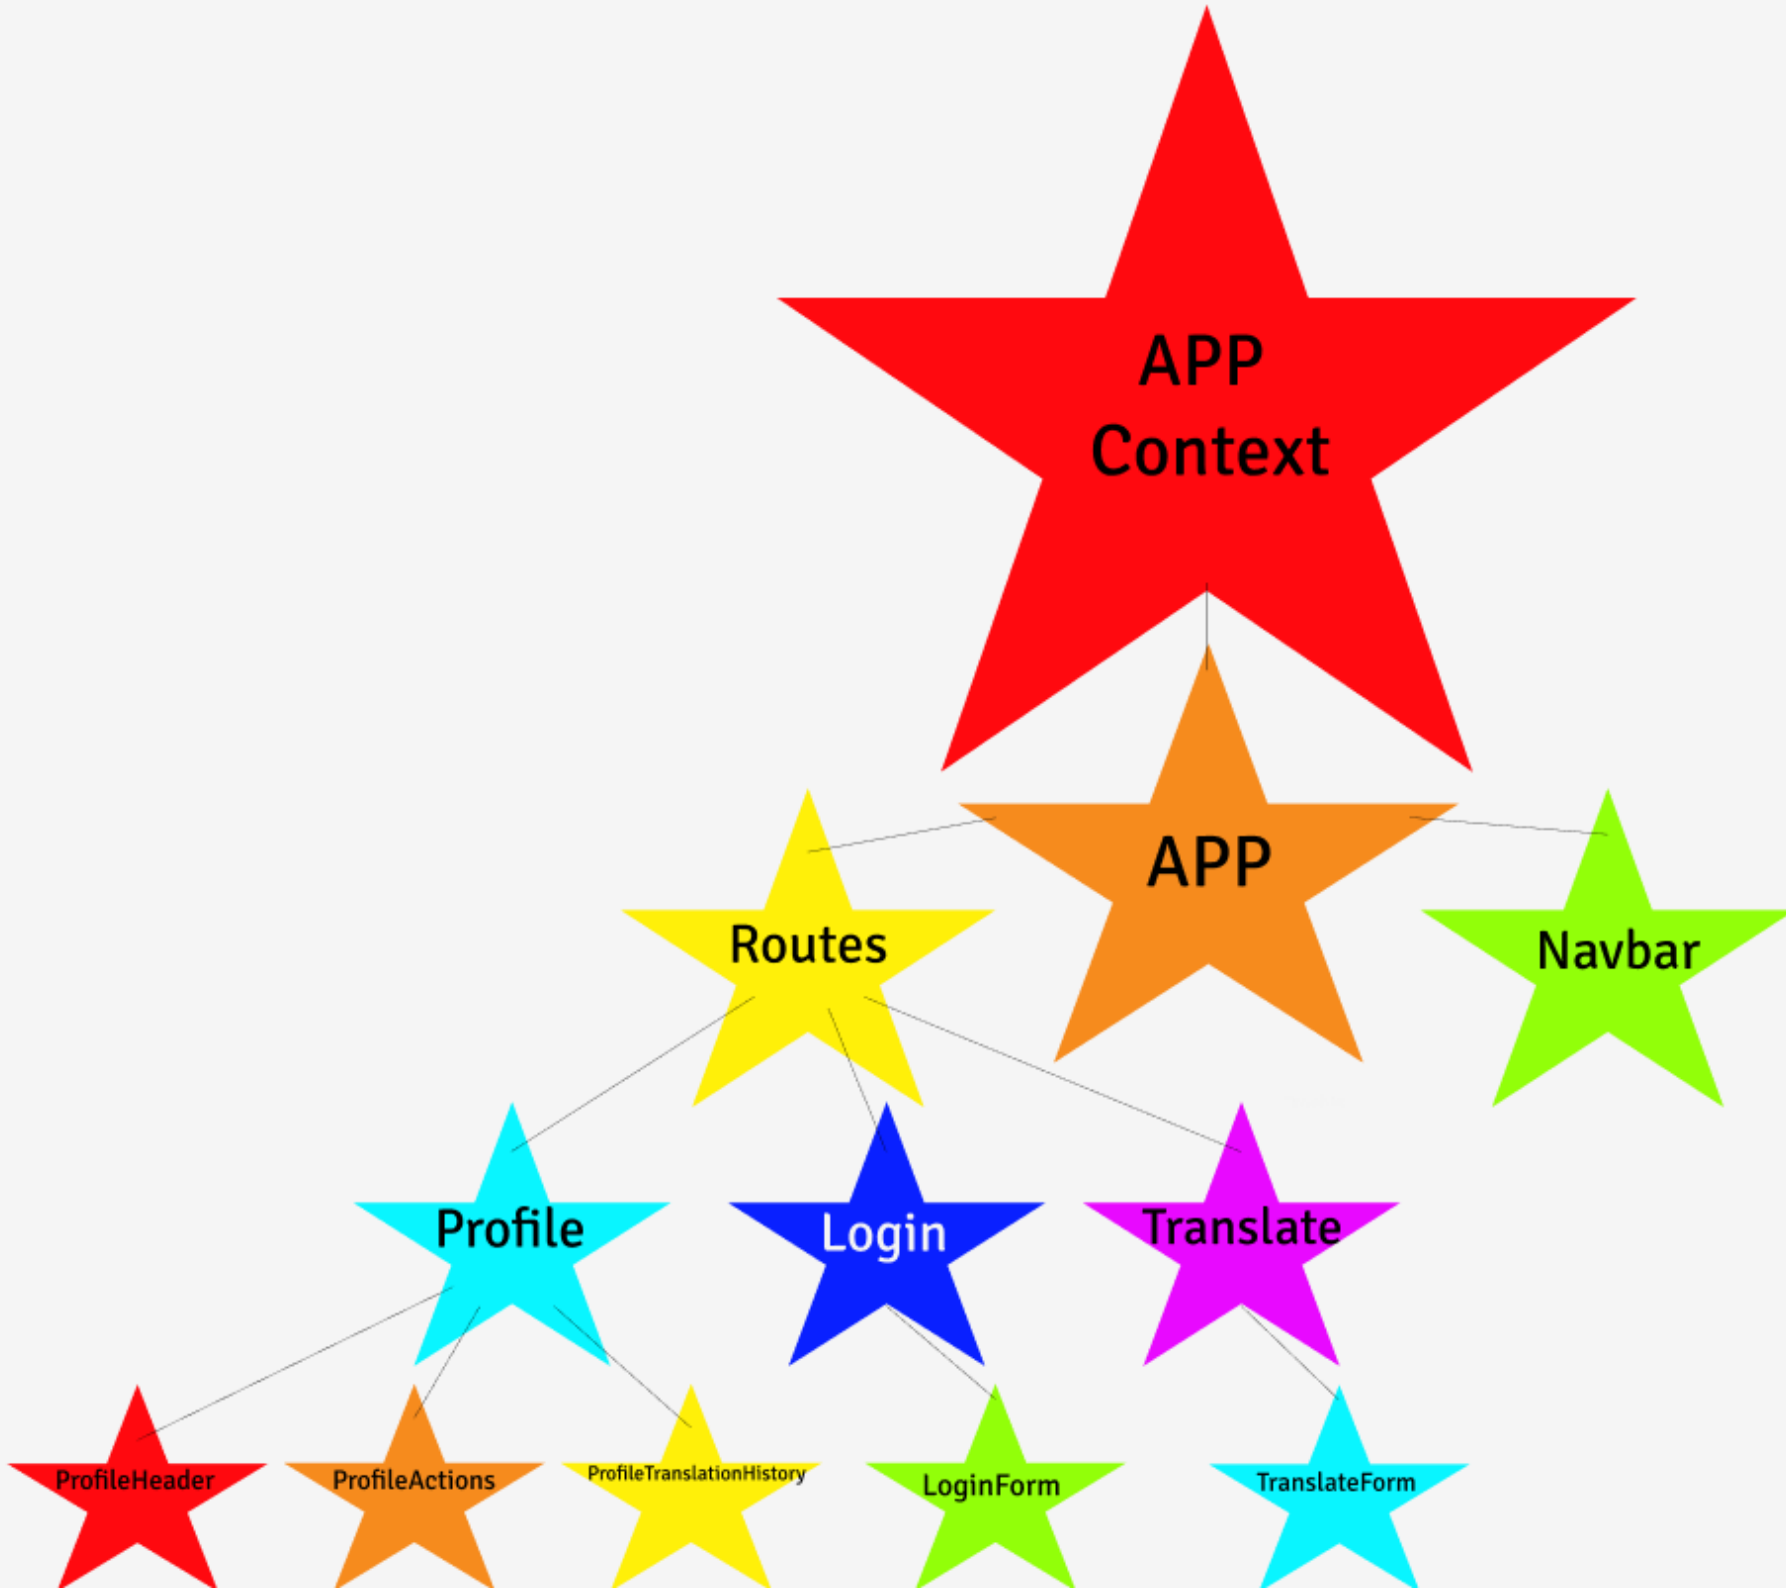 APP
Context
APP
Routes
Navbar
Profile
Login
Translate
ProfileHeader
ProfileActions
ProfileTranslationHistory
LoginForm
TranslateForm